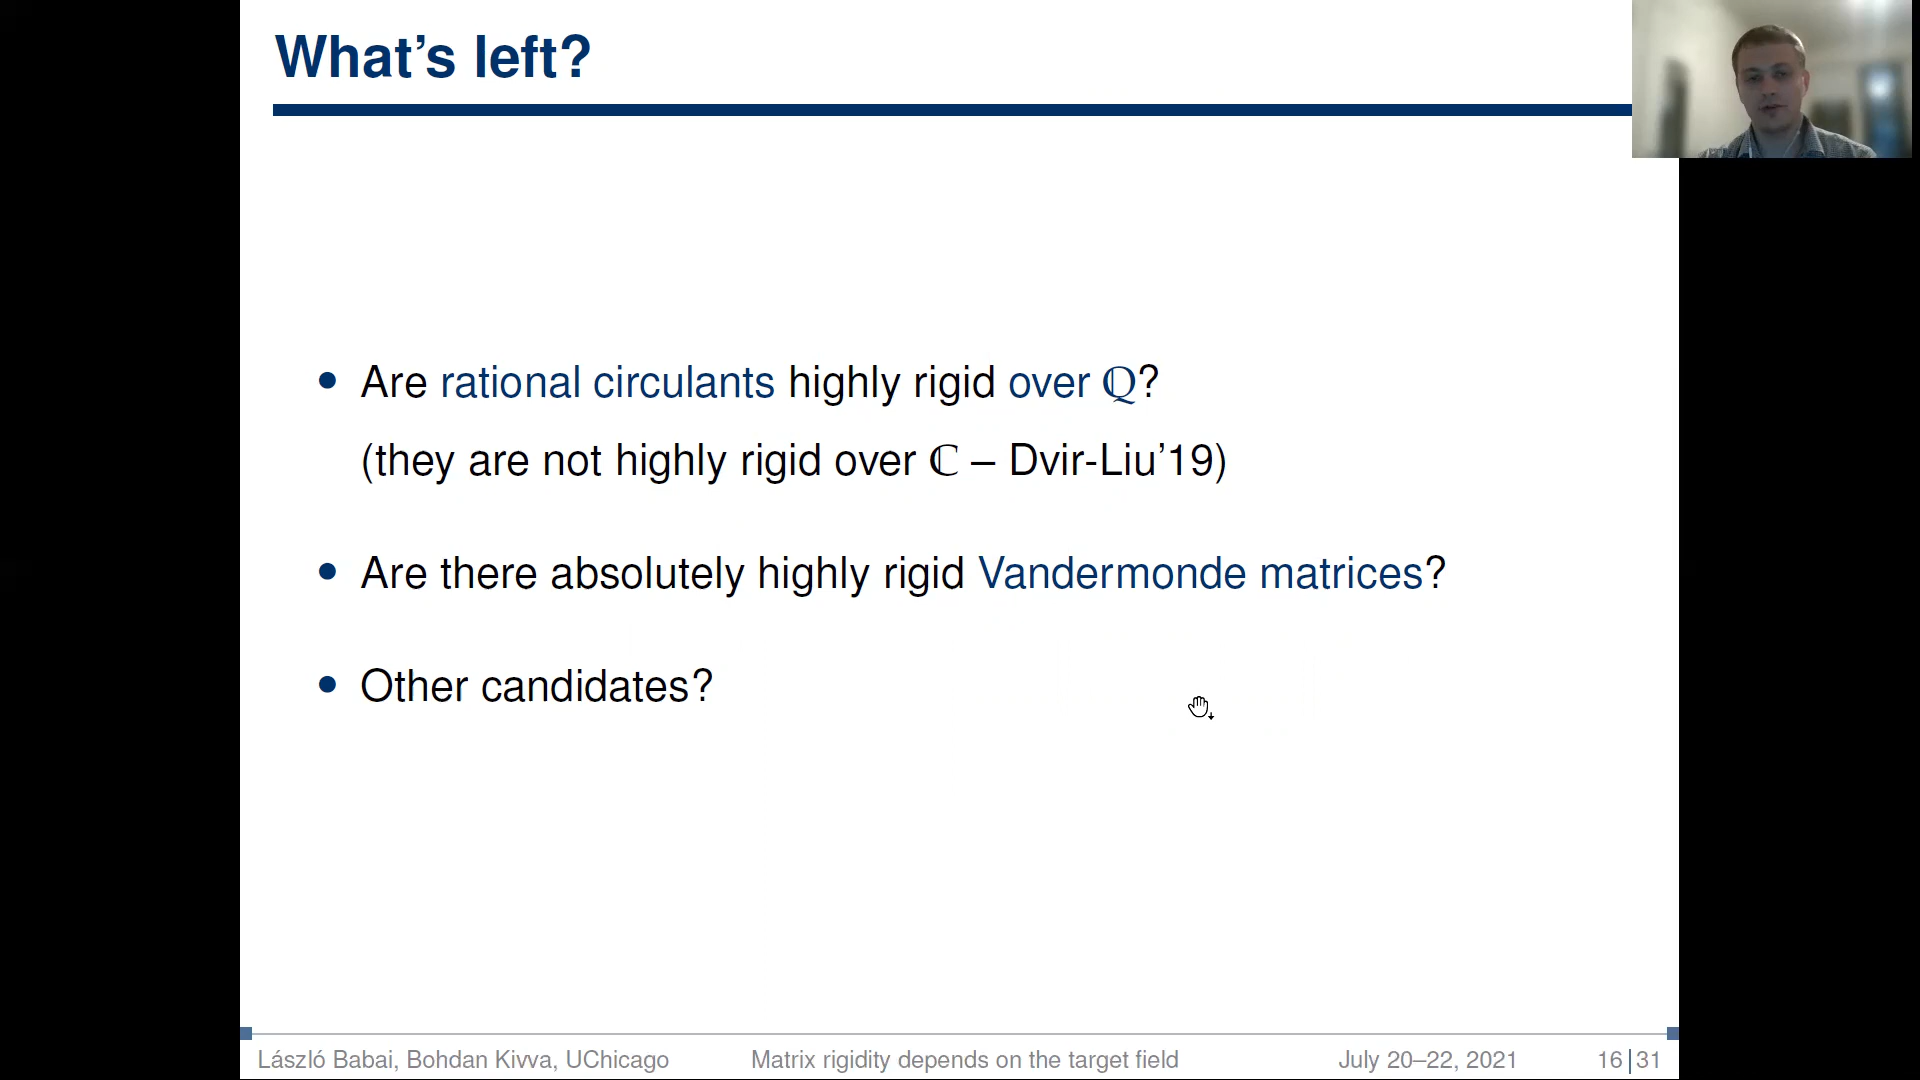 What's left?
• Are rational circulants highly rigid over ℚ?
(they are not highly rigid over ℂ – Dvir-Liu'19)
• Are there absolutely highly rigid Vandermonde matrices?
• Other candidates?
László Babai, Bohdan Kivva, UChicago Matrix rigidity depends on the target field July 20–22, 2021 16|31